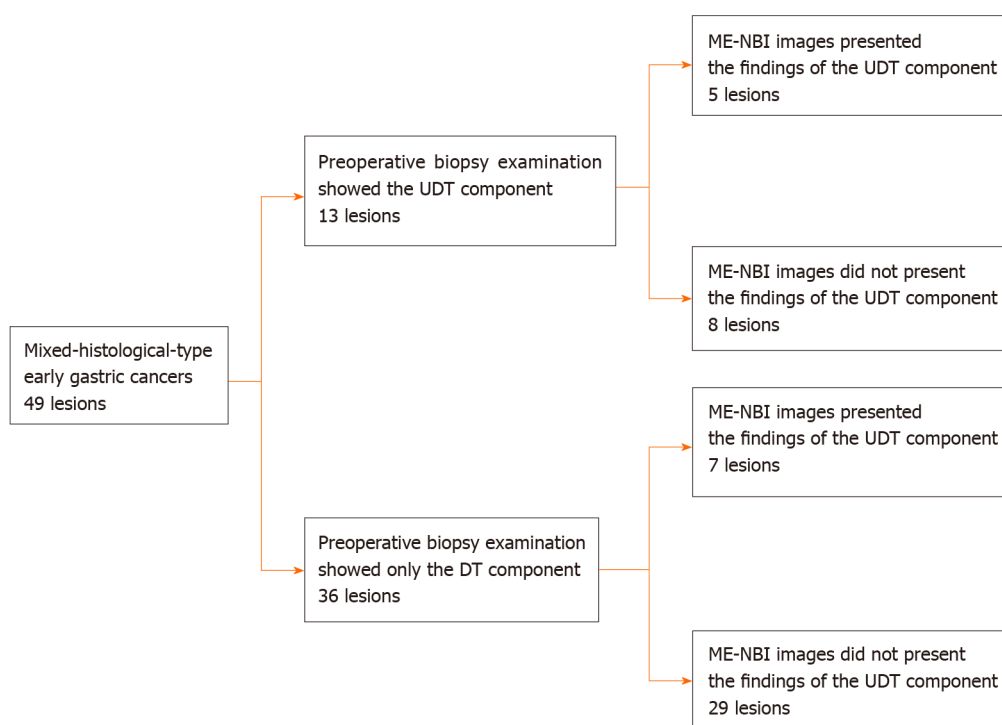 Mixed-histological-type
early gastric cancers
49 lesions
Preoperative biopsy examination
showed the UDT component
13 lesions
ME-NBI images presented
the findings of the UDT component
5 lesions
ME-NBI images did not present
the findings of the UDT component
8 lesions
Preoperative biopsy examination
showed only the DT component
36 lesions
ME-NBI images presented
the findings of the UDT component
7 lesions
ME-NBI images did not present
the findings of the UDT component
29 lesions